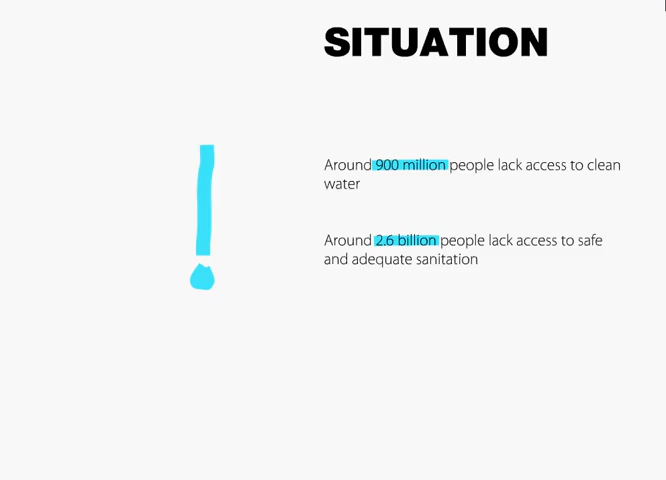 SITUATION
Around 900 million people lack access to clean
water
Around 2.6 billion people lack access to safe
and adequate sanitation